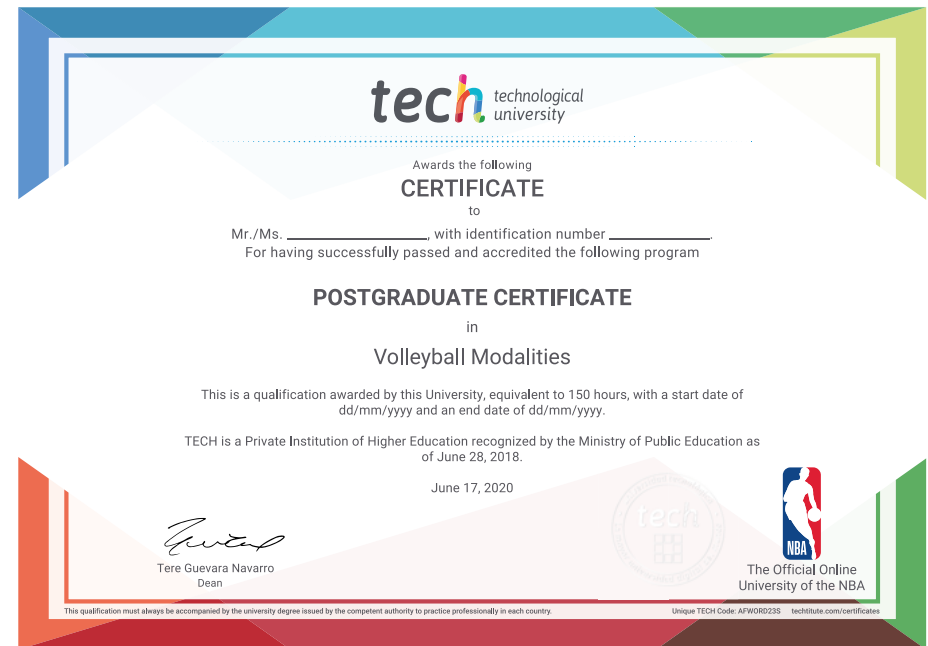 tech technological
university
Awards the following
CERTIFICATE
to
Mr./Ms. ____________________, with identification number ______________.
For having successfully passed and accredited the following program
POSTGRADUATE CERTIFICATE
in
Volleyball Modalities
This is a qualification awarded by this University, equivalent to 150 hours, with a start date of
dd/mm/yyyy and an end date of dd/mm/yyyy.
TECH is a Private Institution of Higher Education recognized by the Ministry of Public Education as
of June 28, 2018.
June 17, 2020
tech
NBA
Tere Guevara Navarro
Dean
The Official Online
University of the NBA
This qualification must always be accompanied by the university degree issued by the competent authority to practice professionally in each country.
Unique TECH Code: AFWORD23S techtitute.com/certificates